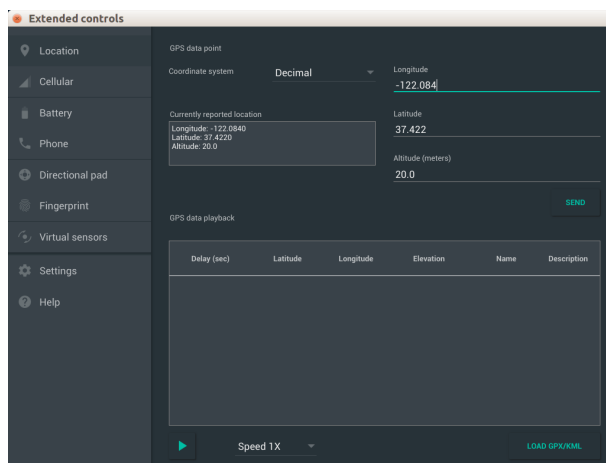 Extended controls
Location
Cellular
Battery
Phone
Directional pad
Fingerprint
Virtual sensors
Settings
Help
GPS data point
Coordinate system Decimal
Longitude
-122.084
Currently reported location
Longitude: -122.0840
Latitude: 37.4220
Altitude: 20.0
Latitude
37.422
Altitude (meters)
20.0
SEND
GPS data playback
Delay (sec) Latitude Longitude Elevation Name Description
Speed 1X
LOAD GPX/KML